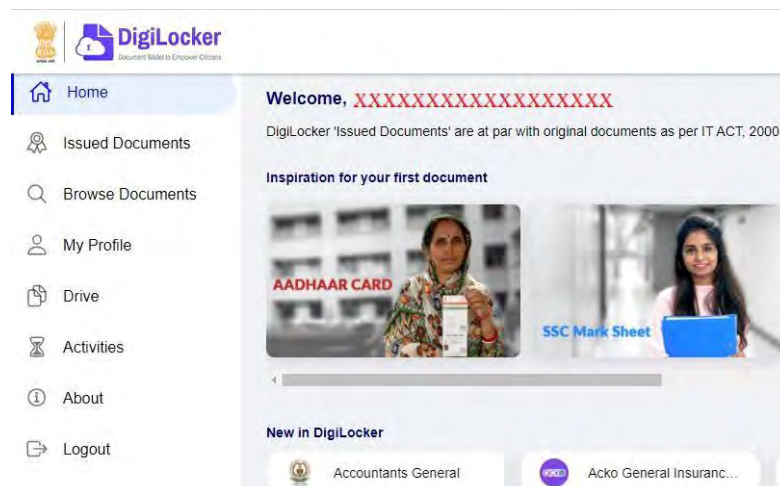 DigiLocker
Document Wallet to Empower Citizens
Home
Issued Documents
Browse Documents
My Profile
Drive
Activities
About
Logout
Welcome, XXXXXXXXXXXXXXXXXX
DigiLocker 'Issued Documents' are at par with original documents as per IT ACT, 2000
Inspiration for your first document
AADHAAR CARD
SSC Mark Sheet
New in DigiLocker
Accountants General
Acko General Insuranc...